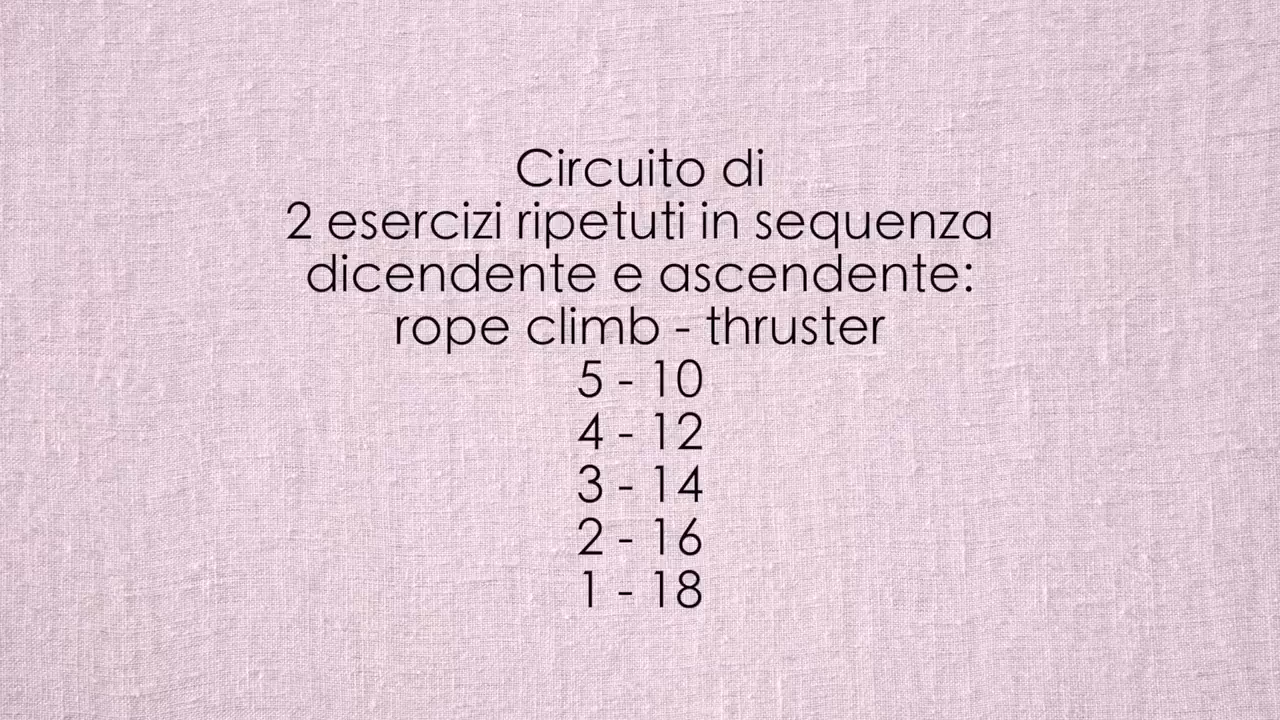 Circuito di
2 esercizi ripetuti in sequenza
dicendente e ascendente:
rope climb - thruster
5 - 10
4 - 12
3 - 14
2 - 16
1 - 18